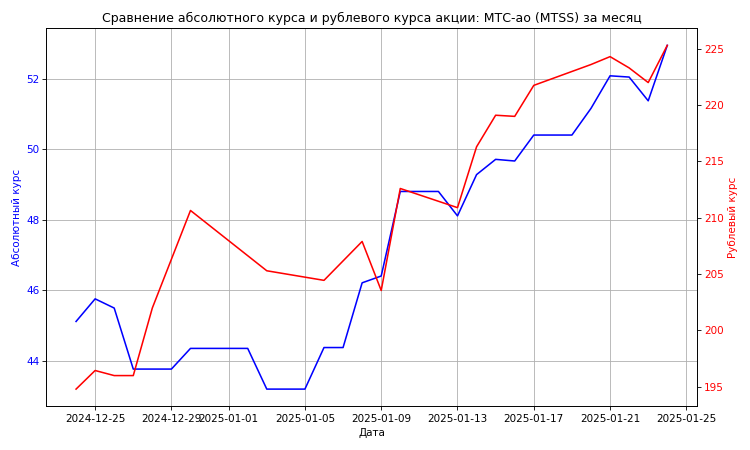 Сравнение абсолютного курса и рублевого курса акции: МТС-ао (MTSS) за месяц
Абсолютный курс
52
50
48
46
44
225
220
215
210
205
200
195
Рублевый курс
2024-12-25 2024-12-29 2025-01-01 2025-01-05 2025-01-09 2025-01-13 2025-01-17 2025-01-21 2025-01-25
Дата